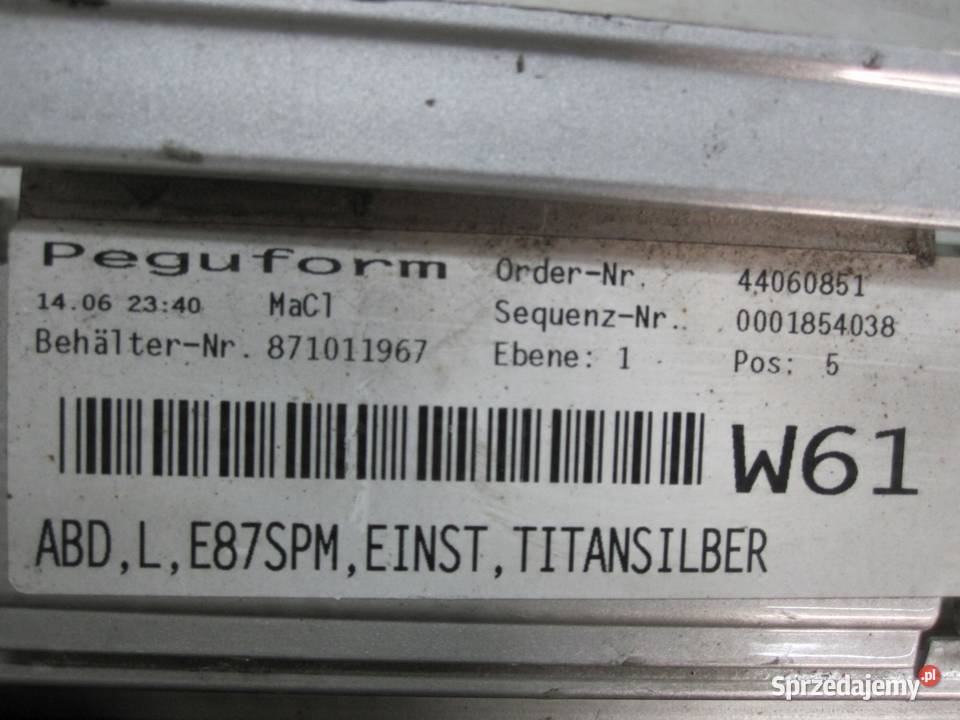 Peguform Order-Nr. 44060851
14.06 23:40 MaCl Sequenz-Nr. 0001854038
Behälter-Nr. 871011967 Ebene: 1 Pos: 5
W61
ABD,L,E87SPM,EINST,TITANSILBER
Sprzedajemy.pl